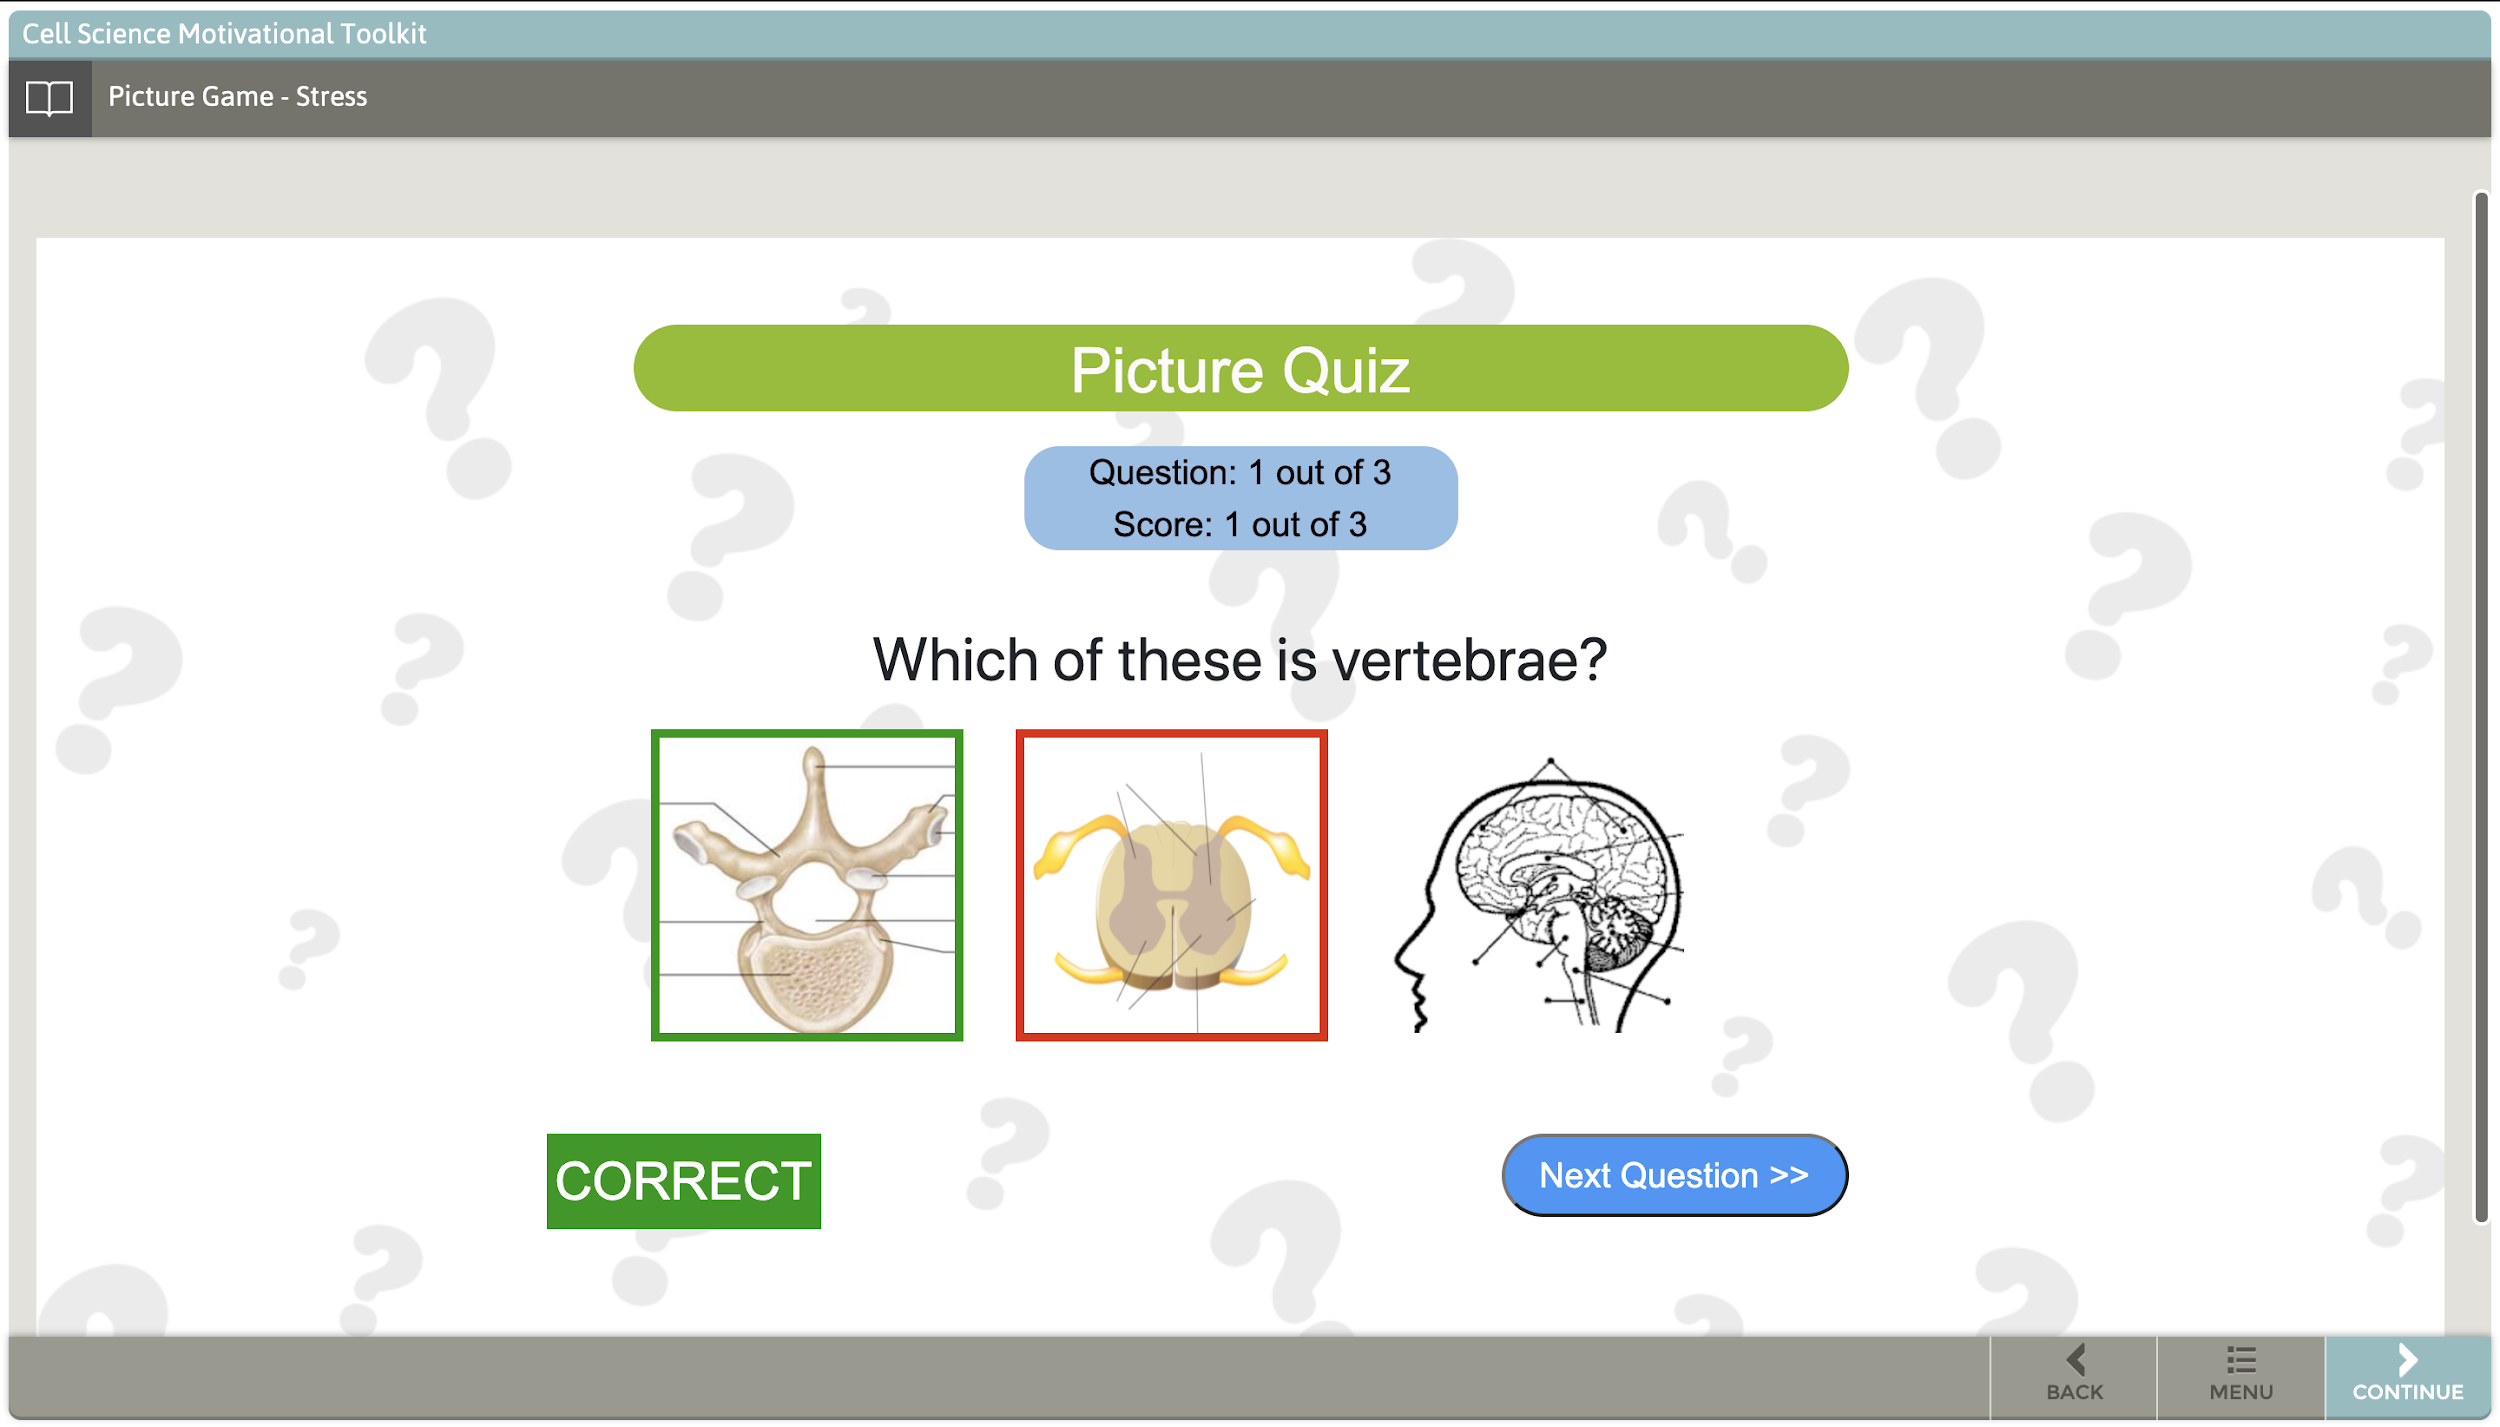 Cell Science Motivational Toolkit
Picture Game - Stress
Picture Quiz
Question: 1 out of 3
Score: 1 out of 3
Which of these is vertebrae?
CORRECT
Next Question >>
BACK
MENU
CONTINUE